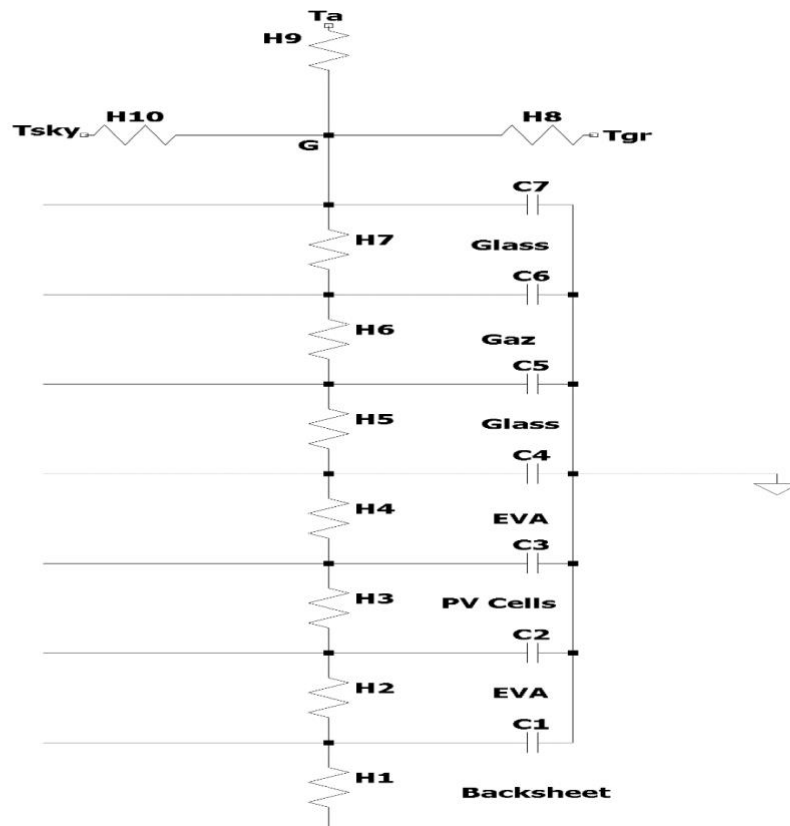 Ta
H9
H10
H8
Tsky
Tgr
G
C7
H7
Glass
C6
H6
Gaz
C5
H5
Glass
C4
H4
EVA
C3
H3
PV Cells
C2
H2
EVA
C1
H1
Backsheet